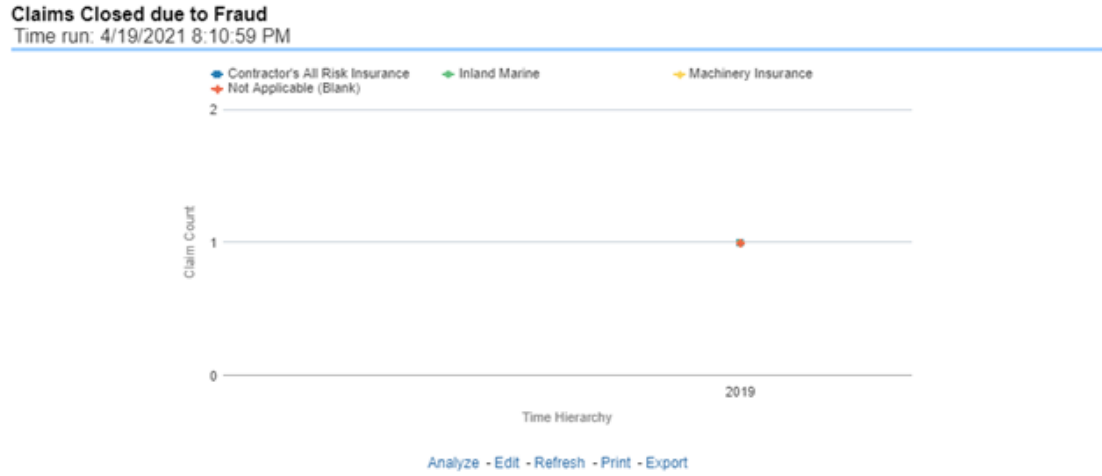 Claims Closed due to Fraud
Time run: 4/19/2021 8:10:59 PM
Contractor's All Risk Insurance Inland Marine Machinery Insurance
Not Applicable (Blank)
2
Claim Count
1
0
2019
Time Hierarchy
Analyze - Edit - Refresh - Print - Export